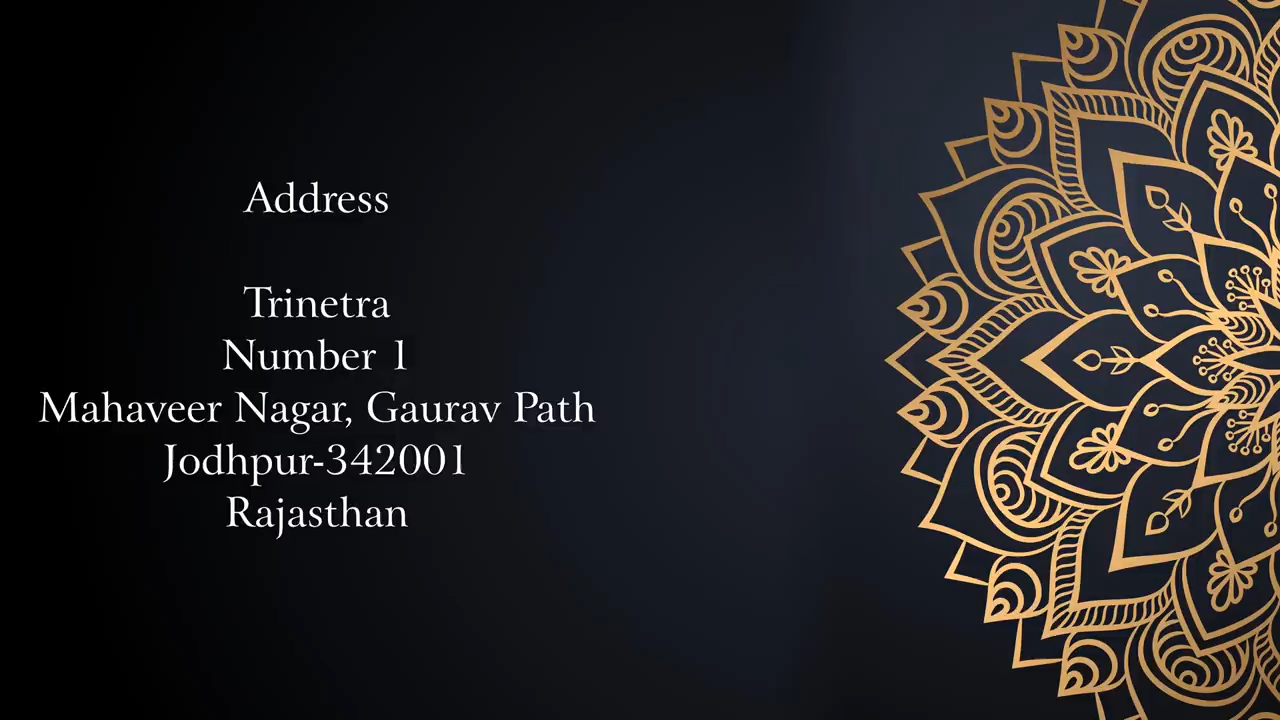 Address
Trinetra
Number 1
Mahaveer Nagar, Gaurav Path
Jodhpur-342001
Rajasthan